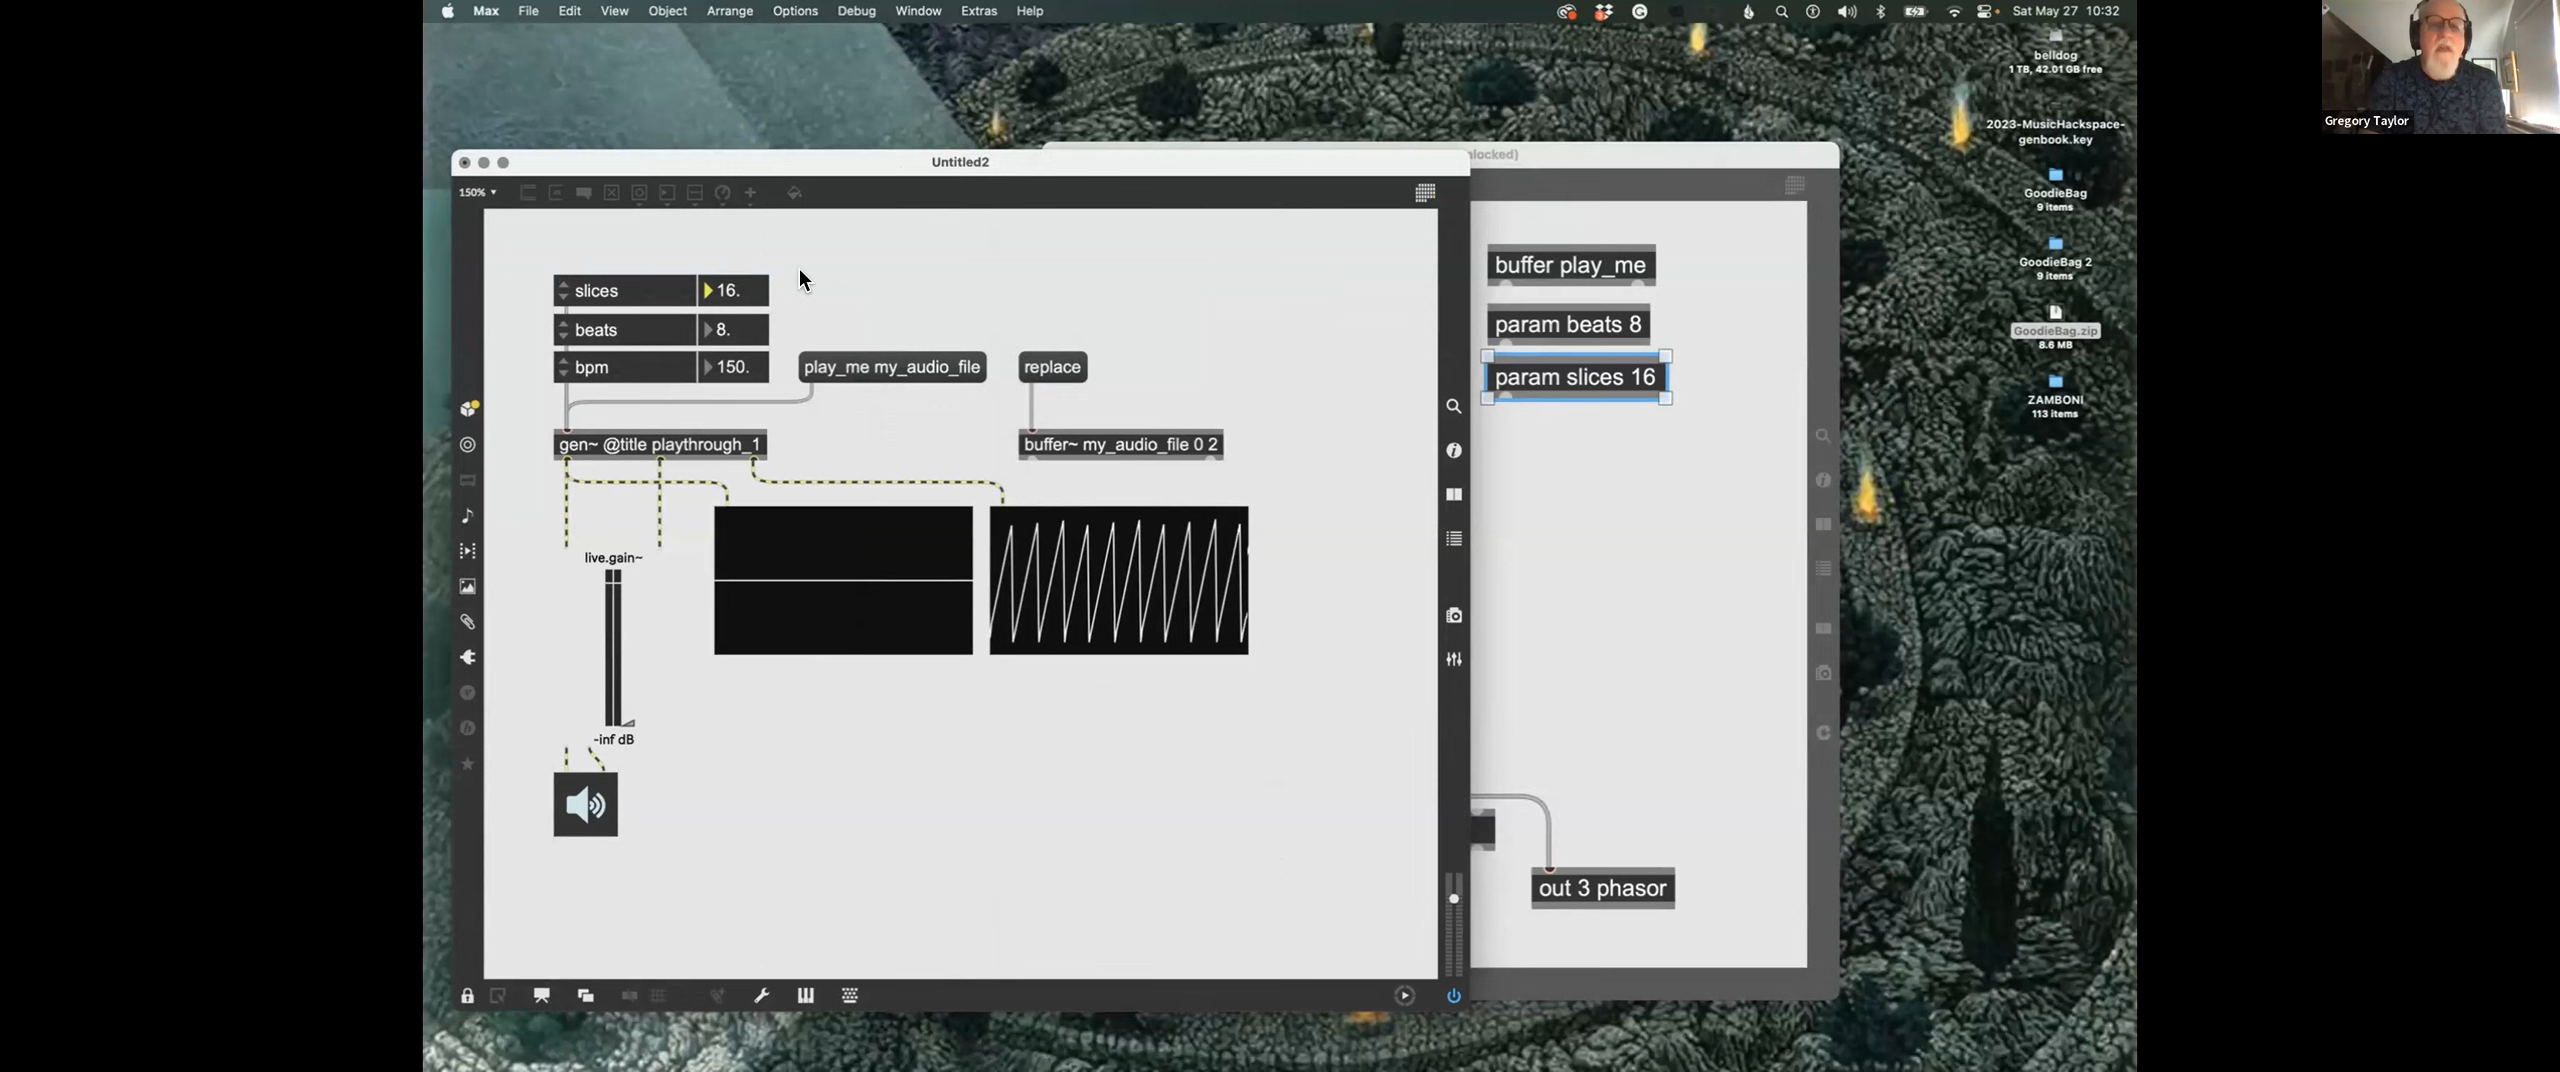 Max File Edit View Object Arrange Options Debug Window Extras Help
Sat May 27 10:32
belldog
1 TB, 42.01 GB free
2023-MusicHackspace-
genbook.key
GoodieBag
9 items
GoodieBag 2
9 items
GoodieBag.zip
8.6 MB
ZAMBONI
113 items
Gregory Taylor
Untitled2
150%
slices 16.
beats 8.
bpm 150.
play_me my_audio_file
replace
gen~ @title playthrough_1
buffer~ my_audio_file 0 2
live.gain~
-inf dB
buffer play_me
param beats 8
param slices 16
out 3 phasor